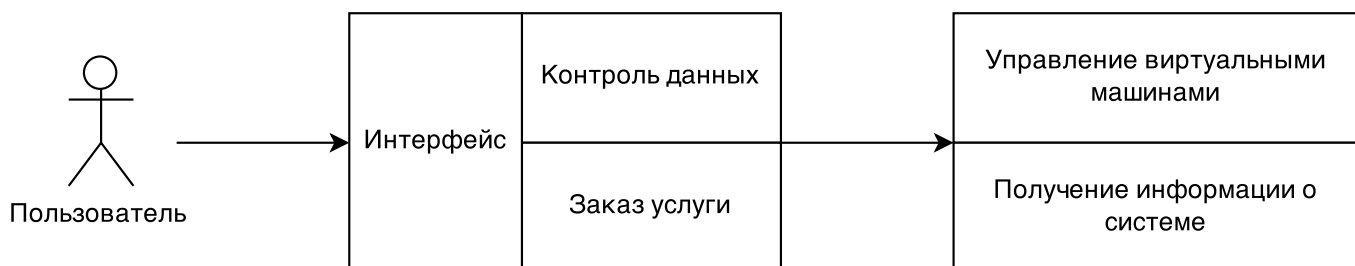 Пользователь
Интерфейс
Контроль данных
Заказ услуги
Управление виртуальными
машинами
Получение информации о
системе